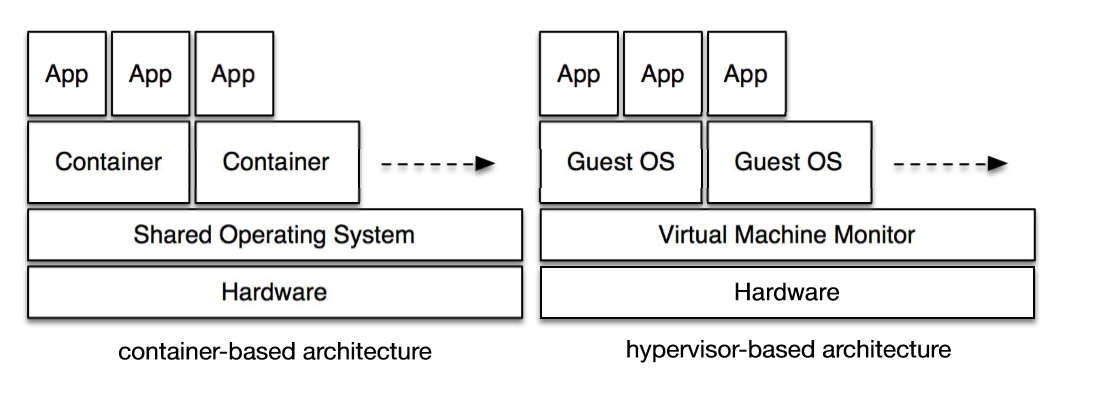 App App App
Container Container
Shared Operating System
Hardware
container-based architecture
App App App
Guest OS Guest OS
Virtual Machine Monitor
Hardware
hypervisor-based architecture